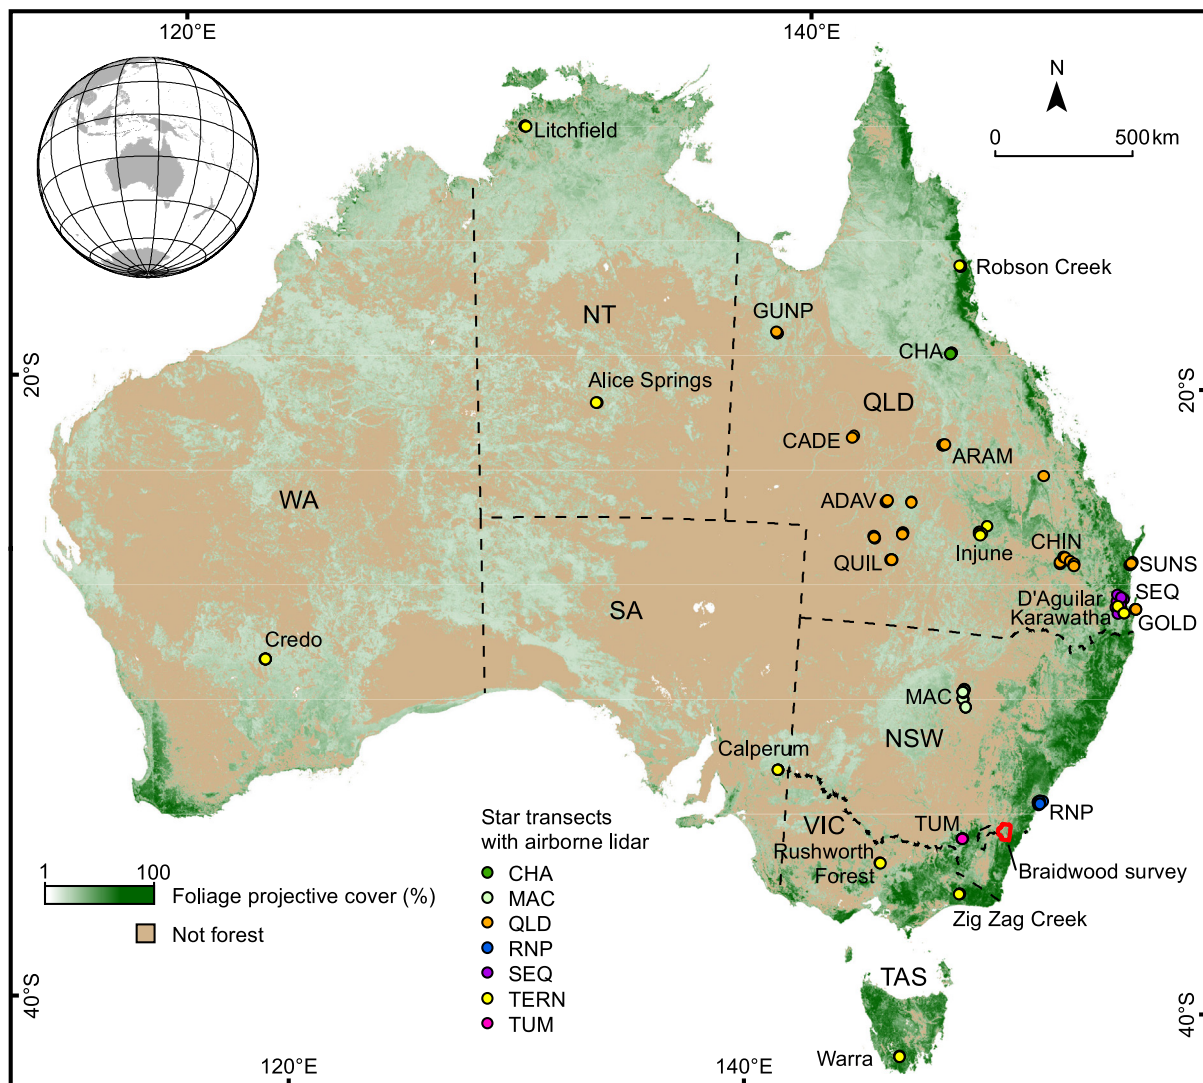 120°E
140°E
N
0
500 km
Litchfield
Robson Creek
NT
GUNP
CHA
20°S
20°S
Alice Springs
QLD
CADE
ARAM
WA
ADAV
CHIN
Injune
QUIL
SUNS
SEQ
D'Aguilar
Karawatha
GOLD
SA
Credo
MAC
NSW
Calperum
RNP
Star transects
with airborne lidar
VIC
TUM
Rushworth
Forest
Braidwood survey
1
100
Foliage projective cover (%)
CHA
MAC
QLD
RNP
SEQ
TERN
TUM
Not forest
Zig Zag Creek
TAS
40°S
40°S
Warra
120°E
140°E